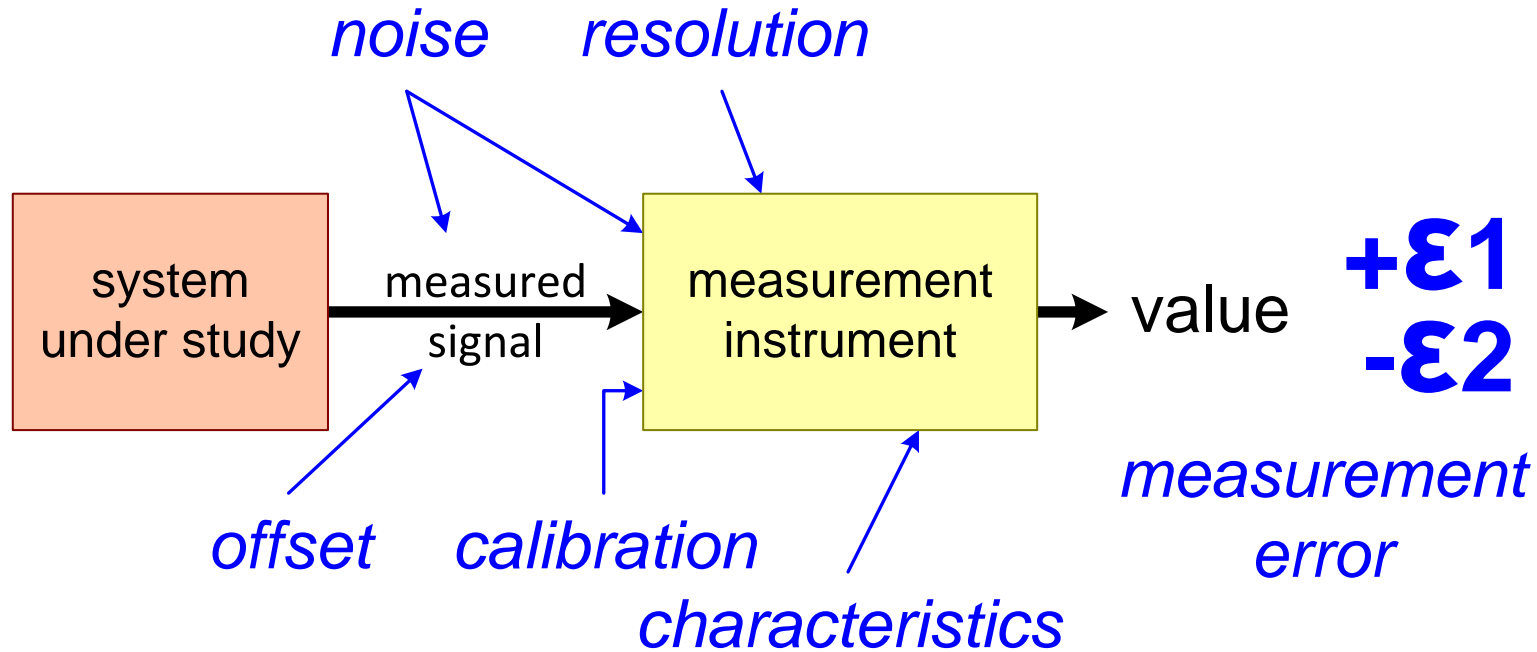 noise
resolution
system
under study
measured
signal
measurement
instrument
value
+ε1
-ε2
measurement
error
offset
calibration
characteristics